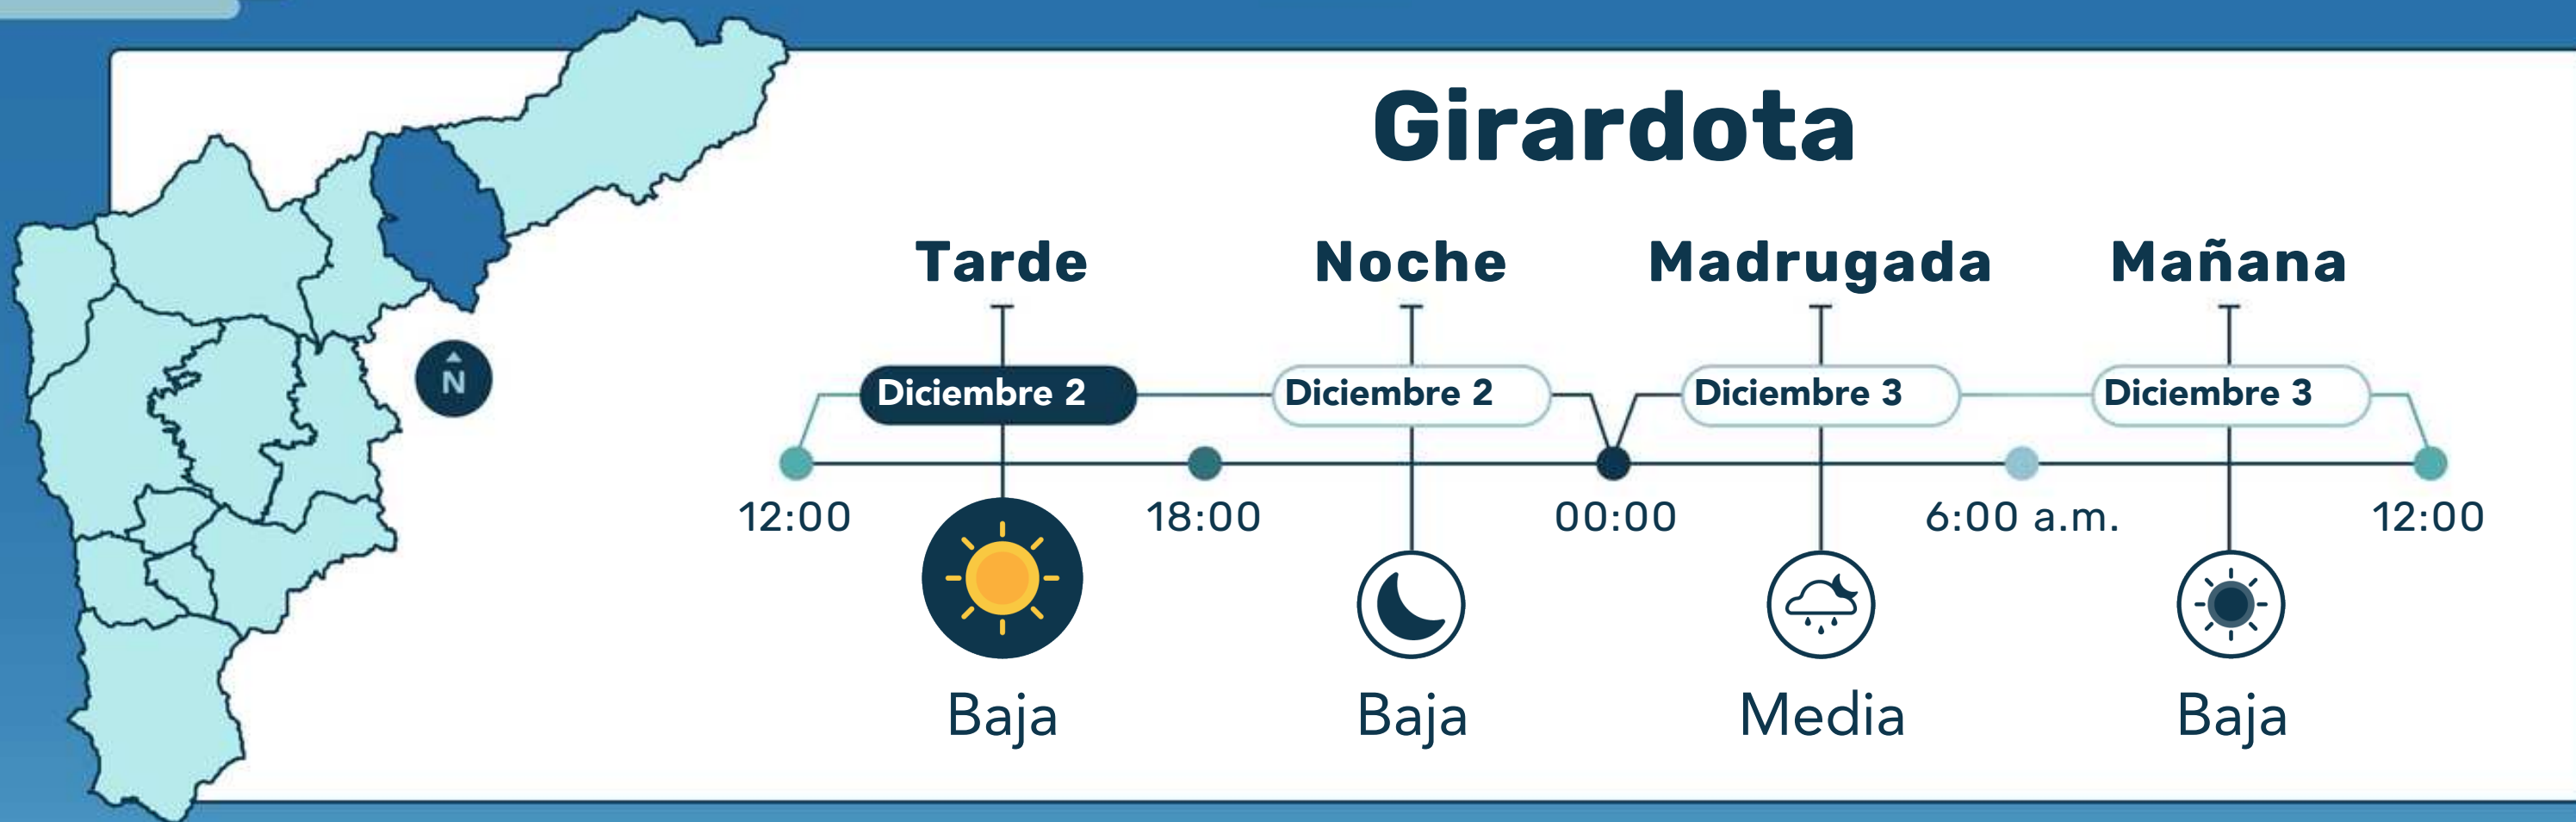 Girardota
Tarde Noche Madrugada Mañana
Diciembre 2 Diciembre 2 Diciembre 3 Diciembre 3
N
12:00 18:00 00:00 6:00 a.m. 12:00
Baja Baja Media Baja